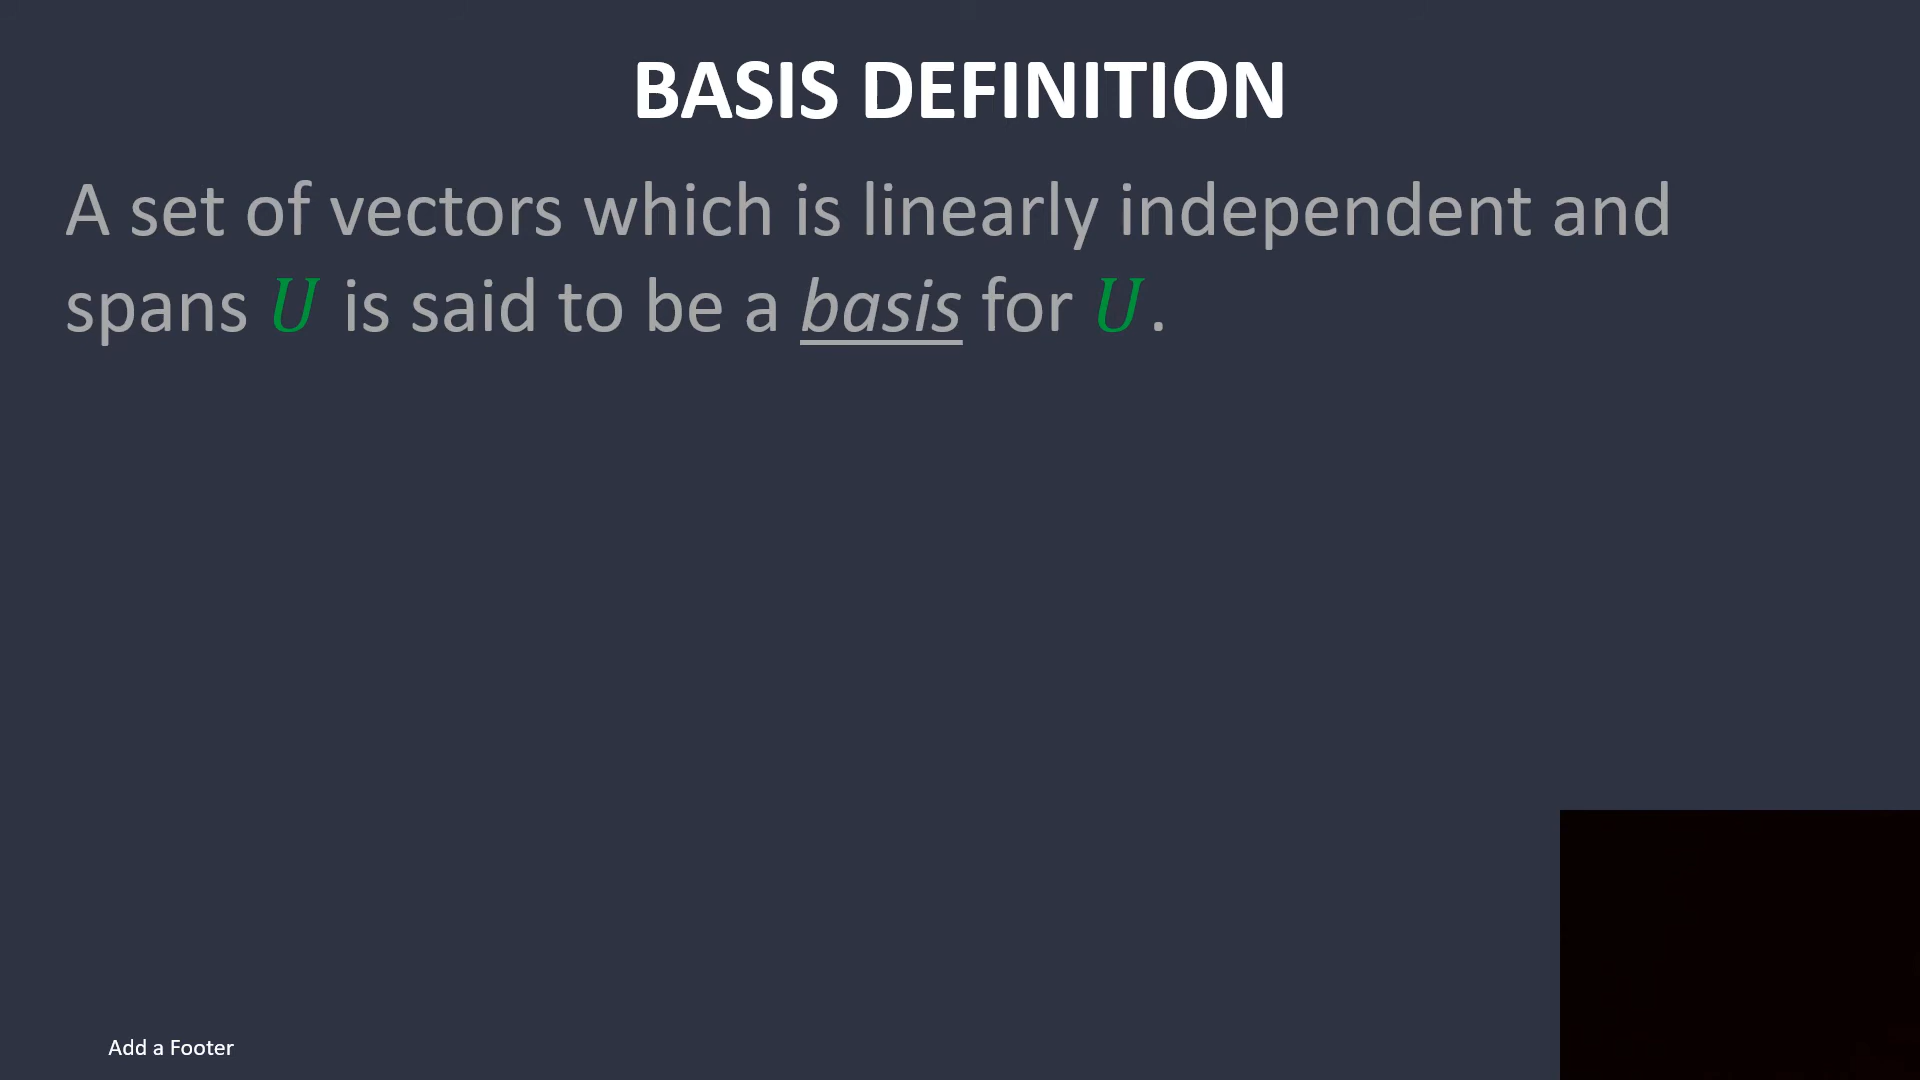 BASIS DEFINITION
A set of vectors which is linearly independent and
spans U is said to be a basis for U.
Add a Footer